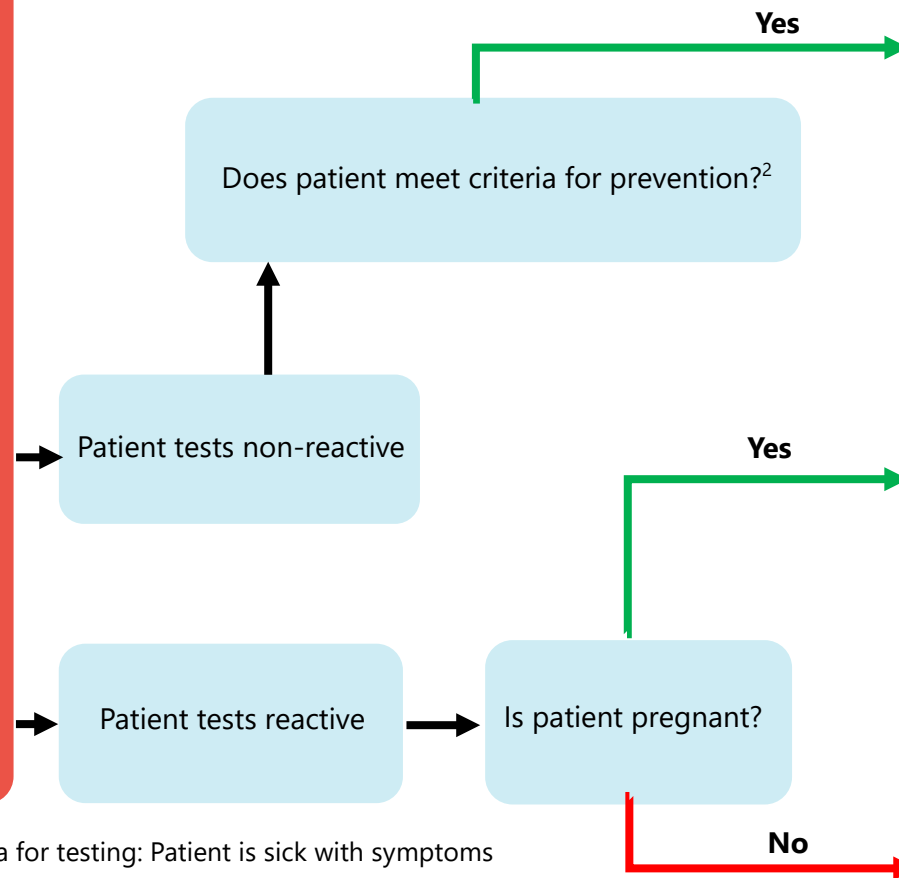 Yes
Does patient meet criteria for prevention?2
Patient tests non-reactive
Yes
Patient tests reactive
Is patient pregnant?
for testing: Patient is sick with symptoms
No